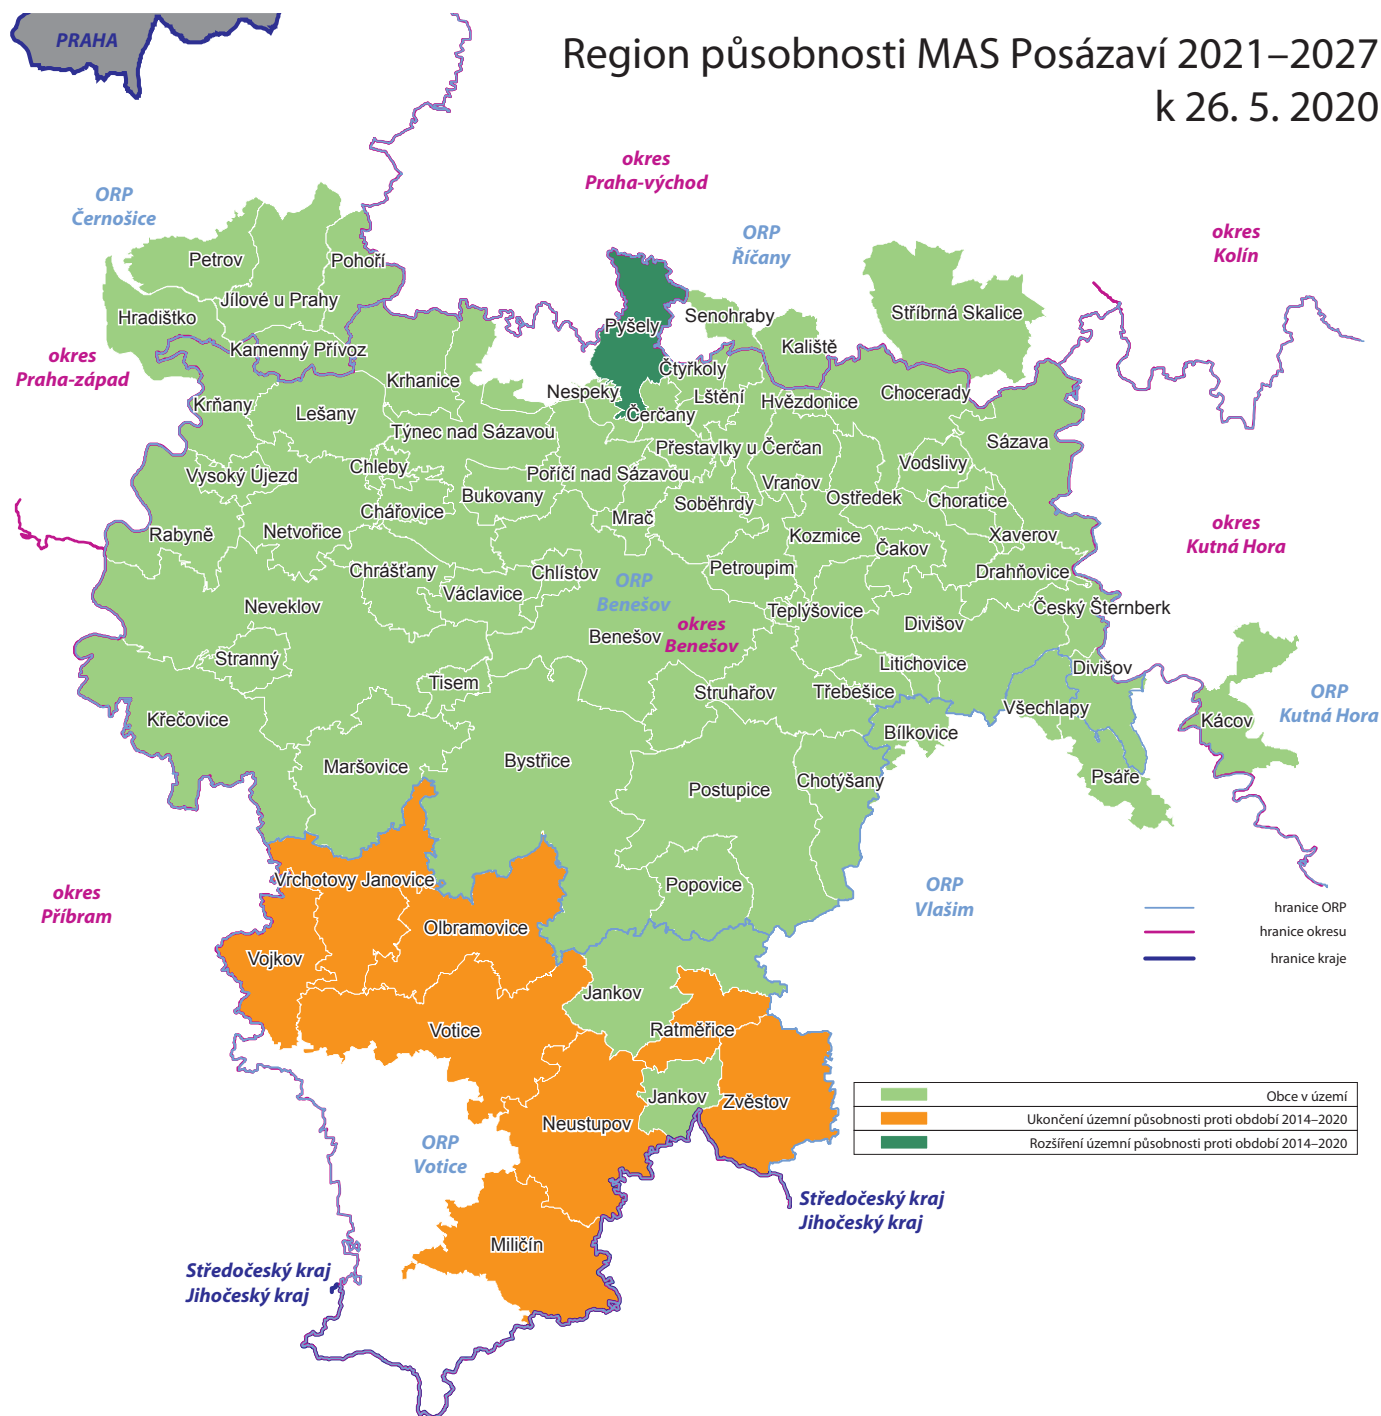 PRAHA
Region působnosti MAS Posázaví 2021–2027
k 26. 5. 2020
okres
Praha-východ
ORP
Černošice
ORP
Říčany
okres
Kolín
Petrov
Pohoří
Jílové u Prahy
Hradištko
Kamenný Přívoz
Pyšely
Senohraby
Stříbrná Skalice
Kaliště
okres
Praha-západ
Krhanice
Čtyřkoly
Nespeky
Lštění
Hvězdonice
Chocerady
Krňany
Lešany
Čerčany
Týnec nad Sázavou
Přestavlky u Čerčan
Sázava
Vysoký Újezd
Chleby
Poříčí nad Sázavou
Vodslivy
Bukovany
Vranov
Ostředek
Choratice
Chářovice
Soběhrdy
Mrač
Rabyně
Netvořice
Kozmice
Čakov
Xaverov
okres
Kutná Hora
Chrášťany
Chlístov
Petroupim
Drahňovice
Václavice
ORP
Benešov
Neveklov
Teplýšovice
Divišov
Český Šternberk
okres
Benešov
Benešov
Stranný
Litichovice
Divišov
Tisem
Struhařov
Třebešice
Všechlapy
ORP
Kutná Hora
Křečovice
Bílkovice
Kácov
Maršovice
Bystřice
Chotýšany
Psáře
Postupice
Vrchotovy Janovice
Popovice
okres
Příbram
ORP
Vlašim
hranice ORP
hranice okresu
hranice kraje
Olbramovice
Vojkov
Jankov
Votice
Ratměřice
Jankov
Zvěstov
Neustupov
Obce v území
Ukončení územní působnosti proti období 2014–2020
Rozšíření územní působnosti proti období 2014–2020
ORP
Votice
Středočeský kraj
Jihočeský kraj
Miličín
Středočeský kraj
Jihočeský kraj